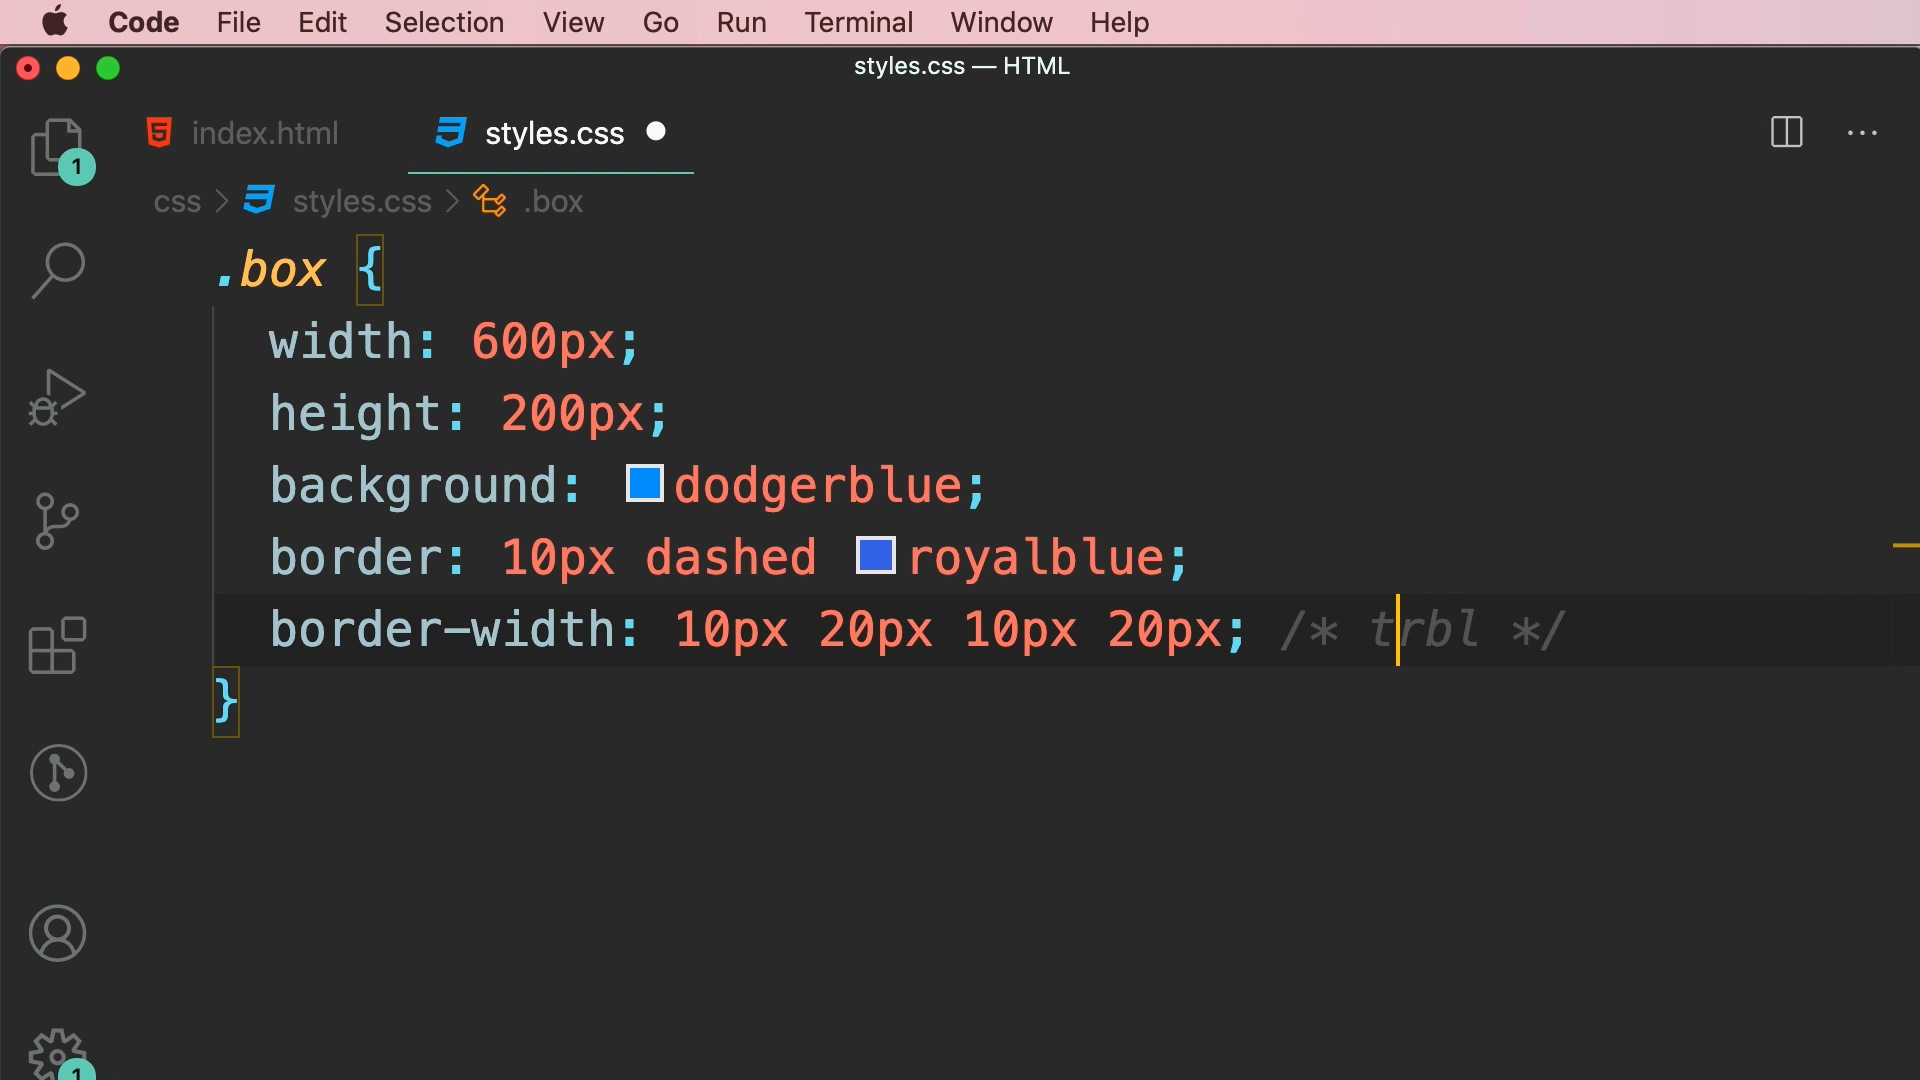 Code File Edit Selection View Go Run Terminal Window Help
styles.css — HTML
1
index.html styles.css
css > styles.css > .box
.box {
width: 600px;
height: 200px;
background: dodgerblue;
border: 10px dashed royalblue;
border-width: 10px 20px 10px 20px; /* trbl */
}
1